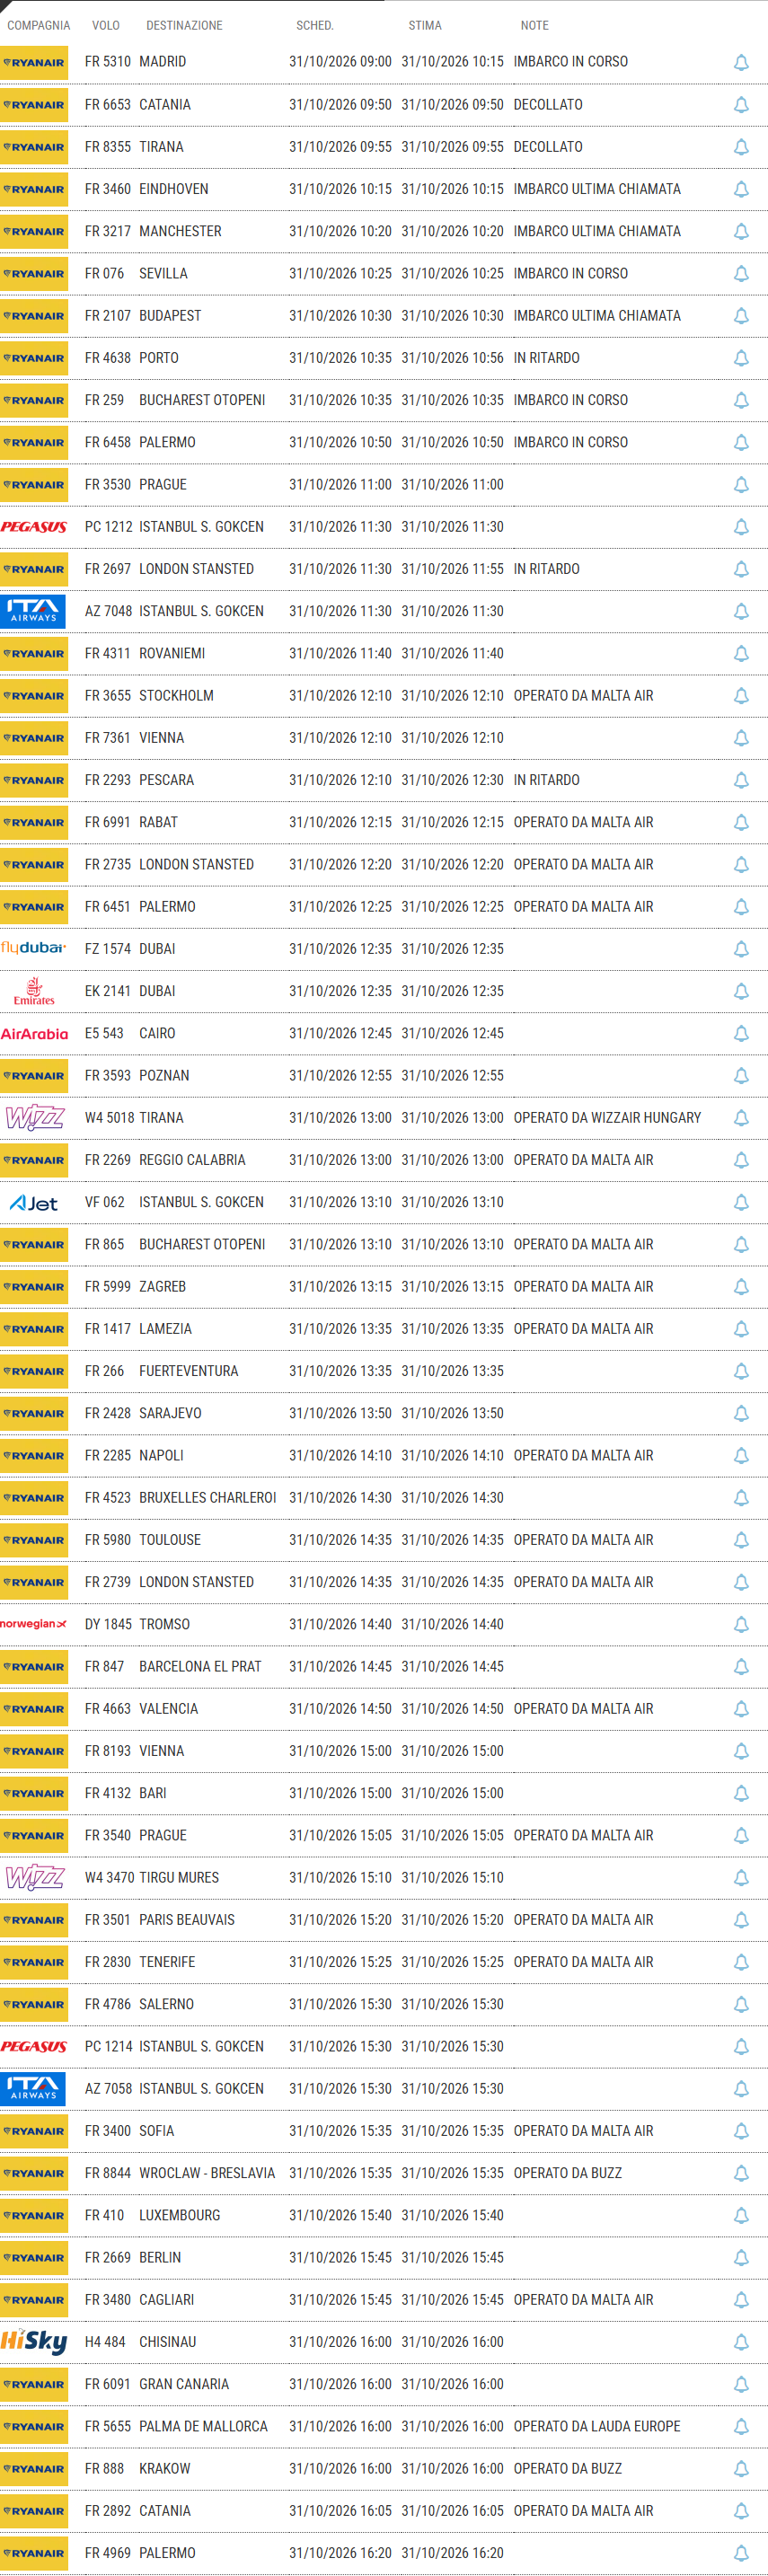 COMPAGNIA VOLO DESTINAZIONE SCHED. STIMA NOTE
RYANAIR FR 5310 MADRID 31/10/2026 09:00 31/10/2026 10:15 IMBARCO IN CORSO
RYANAIR FR 6653 CATANIA 31/10/2026 09:50 31/10/2026 09:50 DECOLLATO
RYANAIR FR 8355 TIRANA 31/10/2026 09:55 31/10/2026 09:55 DECOLLATO
RYANAIR FR 3460 EINDHOVEN 31/10/2026 10:15 31/10/2026 10:15 IMBARCO ULTIMA CHIAMATA
RYANAIR FR 3217 MANCHESTER 31/10/2026 10:20 31/10/2026 10:20 IMBARCO ULTIMA CHIAMATA
RYANAIR FR 076 SEVILLA 31/10/2026 10:25 31/10/2026 10:25 IMBARCO IN CORSO
RYANAIR FR 2107 BUDAPEST 31/10/2026 10:30 31/10/2026 10:30 IMBARCO ULTIMA CHIAMATA
RYANAIR FR 4638 PORTO 31/10/2026 10:35 31/10/2026 10:56 IN RITARDO
RYANAIR FR 259 BUCHAREST OTOPENI 31/10/2026 10:35 31/10/2026 10:35 IMBARCO IN CORSO
RYANAIR FR 6458 PALERMO 31/10/2026 10:50 31/10/2026 10:50 IMBARCO IN CORSO
RYANAIR FR 3530 PRAGUE 31/10/2026 11:00 31/10/2026 11:00
PEGASUS PC 1212 ISTANBUL S. GOKCEN 31/10/2026 11:30 31/10/2026 11:30
RYANAIR FR 2697 LONDON STANSTED 31/10/2026 11:30 31/10/2026 11:55 IN RITARDO
ITA AIRWAYS AZ 7048 ISTANBUL S. GOKCEN 31/10/2026 11:30 31/10/2026 11:30
RYANAIR FR 4311 ROVANIEMI 31/10/2026 11:40 31/10/2026 11:40
RYANAIR FR 3655 STOCKHOLM 31/10/2026 12:10 31/10/2026 12:10 OPERATO DA MALTA AIR
RYANAIR FR 7361 VIENNA 31/10/2026 12:10 31/10/2026 12:10
RYANAIR FR 2293 PESCARA 31/10/2026 12:10 31/10/2026 12:30 IN RITARDO
RYANAIR FR 6991 RABAT 31/10/2026 12:15 31/10/2026 12:15 OPERATO DA MALTA AIR
RYANAIR FR 2735 LONDON STANSTED 31/10/2026 12:20 31/10/2026 12:20 OPERATO DA MALTA AIR
RYANAIR FR 6451 PALERMO 31/10/2026 12:25 31/10/2026 12:25 OPERATO DA MALTA AIR
flydubai FZ 1574 DUBAI 31/10/2026 12:35 31/10/2026 12:35
Emirates EK 2141 DUBAI 31/10/2026 12:35 31/10/2026 12:35
AirArabia E5 543 CAIRO 31/10/2026 12:45 31/10/2026 12:45
RYANAIR FR 3593 POZNAN 31/10/2026 12:55 31/10/2026 12:55
WIZZ W4 5018 TIRANA 31/10/2026 13:00 31/10/2026 13:00 OPERATO DA WIZZAIR HUNGARY
RYANAIR FR 2269 REGGIO CALABRIA 31/10/2026 13:00 31/10/2026 13:00 OPERATO DA MALTA AIR
AJet VF 062 ISTANBUL S. GOKCEN 31/10/2026 13:10 31/10/2026 13:10
RYANAIR FR 865 BUCHAREST OTOPENI 31/10/2026 13:10 31/10/2026 13:10 OPERATO DA MALTA AIR
RYANAIR FR 5999 ZAGREB 31/10/2026 13:15 31/10/2026 13:15 OPERATO DA MALTA AIR
RYANAIR FR 1417 LAMEZIA 31/10/2026 13:35 31/10/2026 13:35 OPERATO DA MALTA AIR
RYANAIR FR 266 FUERTEVENTURA 31/10/2026 13:35 31/10/2026 13:35
RYANAIR FR 2428 SARAJEVO 31/10/2026 13:50 31/10/2026 13:50
RYANAIR FR 2285 NAPOLI 31/10/2026 14:10 31/10/2026 14:10 OPERATO DA MALTA AIR
RYANAIR FR 4523 BRUXELLES CHARLEROI 31/10/2026 14:30 31/10/2026 14:30
RYANAIR FR 5980 TOULOUSE 31/10/2026 14:35 31/10/2026 14:35 OPERATO DA MALTA AIR
RYANAIR FR 2739 LONDON STANSTED 31/10/2026 14:35 31/10/2026 14:35 OPERATO DA MALTA AIR
norwegian DY 1845 TROMSO 31/10/2026 14:40 31/10/2026 14:40
RYANAIR FR 847 BARCELONA EL PRAT 31/10/2026 14:45 31/10/2026 14:45
RYANAIR FR 4663 VALENCIA 31/10/2026 14:50 31/10/2026 14:50 OPERATO DA MALTA AIR
RYANAIR FR 8193 VIENNA 31/10/2026 15:00 31/10/2026 15:00
RYANAIR FR 4132 BARI 31/10/2026 15:00 31/10/2026 15:00
RYANAIR FR 3540 PRAGUE 31/10/2026 15:05 31/10/2026 15:05 OPERATO DA MALTA AIR
WIZZ W4 3470 TIRGU MURES 31/10/2026 15:10 31/10/2026 15:10
RYANAIR FR 3501 PARIS BEAUVAIS 31/10/2026 15:20 31/10/2026 15:20 OPERATO DA MALTA AIR
RYANAIR FR 2830 TENERIFE 31/10/2026 15:25 31/10/2026 15:25 OPERATO DA MALTA AIR
RYANAIR FR 4786 SALERNO 31/10/2026 15:30 31/10/2026 15:30
PEGASUS PC 1214 ISTANBUL S. GOKCEN 31/10/2026 15:30 31/10/2026 15:30
ITA AIRWAYS AZ 7058 ISTANBUL S. GOKCEN 31/10/2026 15:30 31/10/2026 15:30
RYANAIR FR 3400 SOFIA 31/10/2026 15:35 31/10/2026 15:35 OPERATO DA MALTA AIR
RYANAIR FR 8844 WROCLAW - BRESLAVIA 31/10/2026 15:35 31/10/2026 15:35 OPERATO DA BUZZ
RYANAIR FR 410 LUXEMBOURG 31/10/2026 15:40 31/10/2026 15:40
RYANAIR FR 2669 BERLIN 31/10/2026 15:45 31/10/2026 15:45
RYANAIR FR 3480 CAGLIARI 31/10/2026 15:45 31/10/2026 15:45 OPERATO DA MALTA AIR
HiSky H4 484 CHISINAU 31/10/2026 16:00 31/10/2026 16:00
RYANAIR FR 6091 GRAN CANARIA 31/10/2026 16:00 31/10/2026 16:00
RYANAIR FR 5655 PALMA DE MALLORCA 31/10/2026 16:00 31/10/2026 16:00 OPERATO DA LAUDA EUROPE
RYANAIR FR 888 KRAKOW 31/10/2026 16:00 31/10/2026 16:00 OPERATO DA BUZZ
RYANAIR FR 2892 CATANIA 31/10/2026 16:05 31/10/2026 16:05 OPERATO DA MALTA AIR
RYANAIR FR 4969 PALERMO 31/10/2026 16:20 31/10/2026 16:20